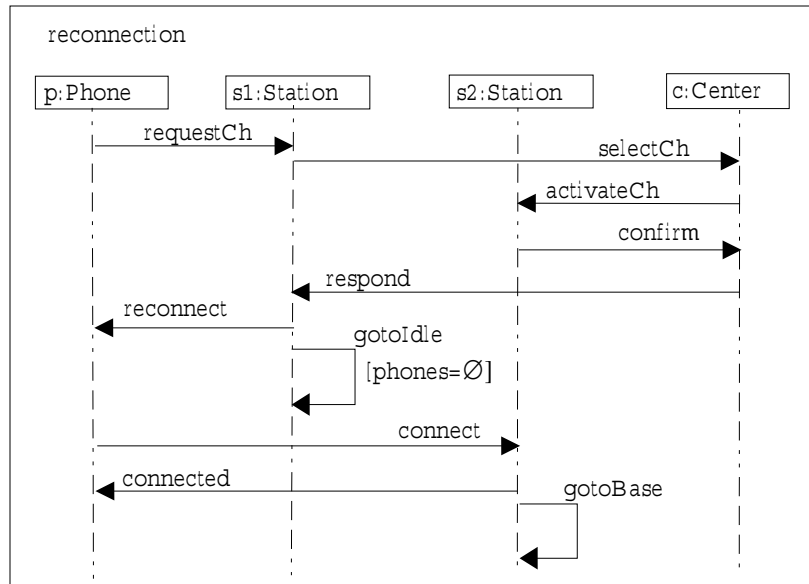 reconnection
p:Phone
s1:Station
s2:Station
c:Center
requestCh
selectCh
activateCh
confirm
respond
reconnect
gotoIdle
[phones=∅]
connect
connected
gotoBase